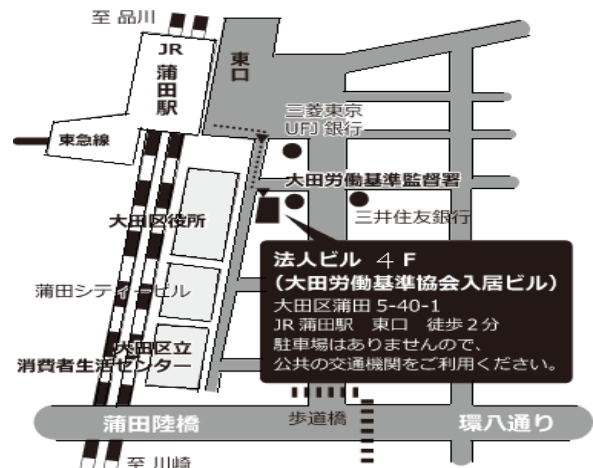 至 品川
JR
蒲田駅
東口
東急線
三菱東京
UFJ 銀行
大田労働基準監督署
大田区役所
三井住友銀行
法人ビル 4 F
(大田労働基準協会入居ビル)
大田区蒲田 5-40-1
JR 蒲田駅 東口 徒歩 2 分
駐車場はありませんので、
公共の交通機関をご利用ください。
蒲田シティービル
大田区立
消費者生活センター
蒲田陸橋
歩道橋
環八通り
至 川崎